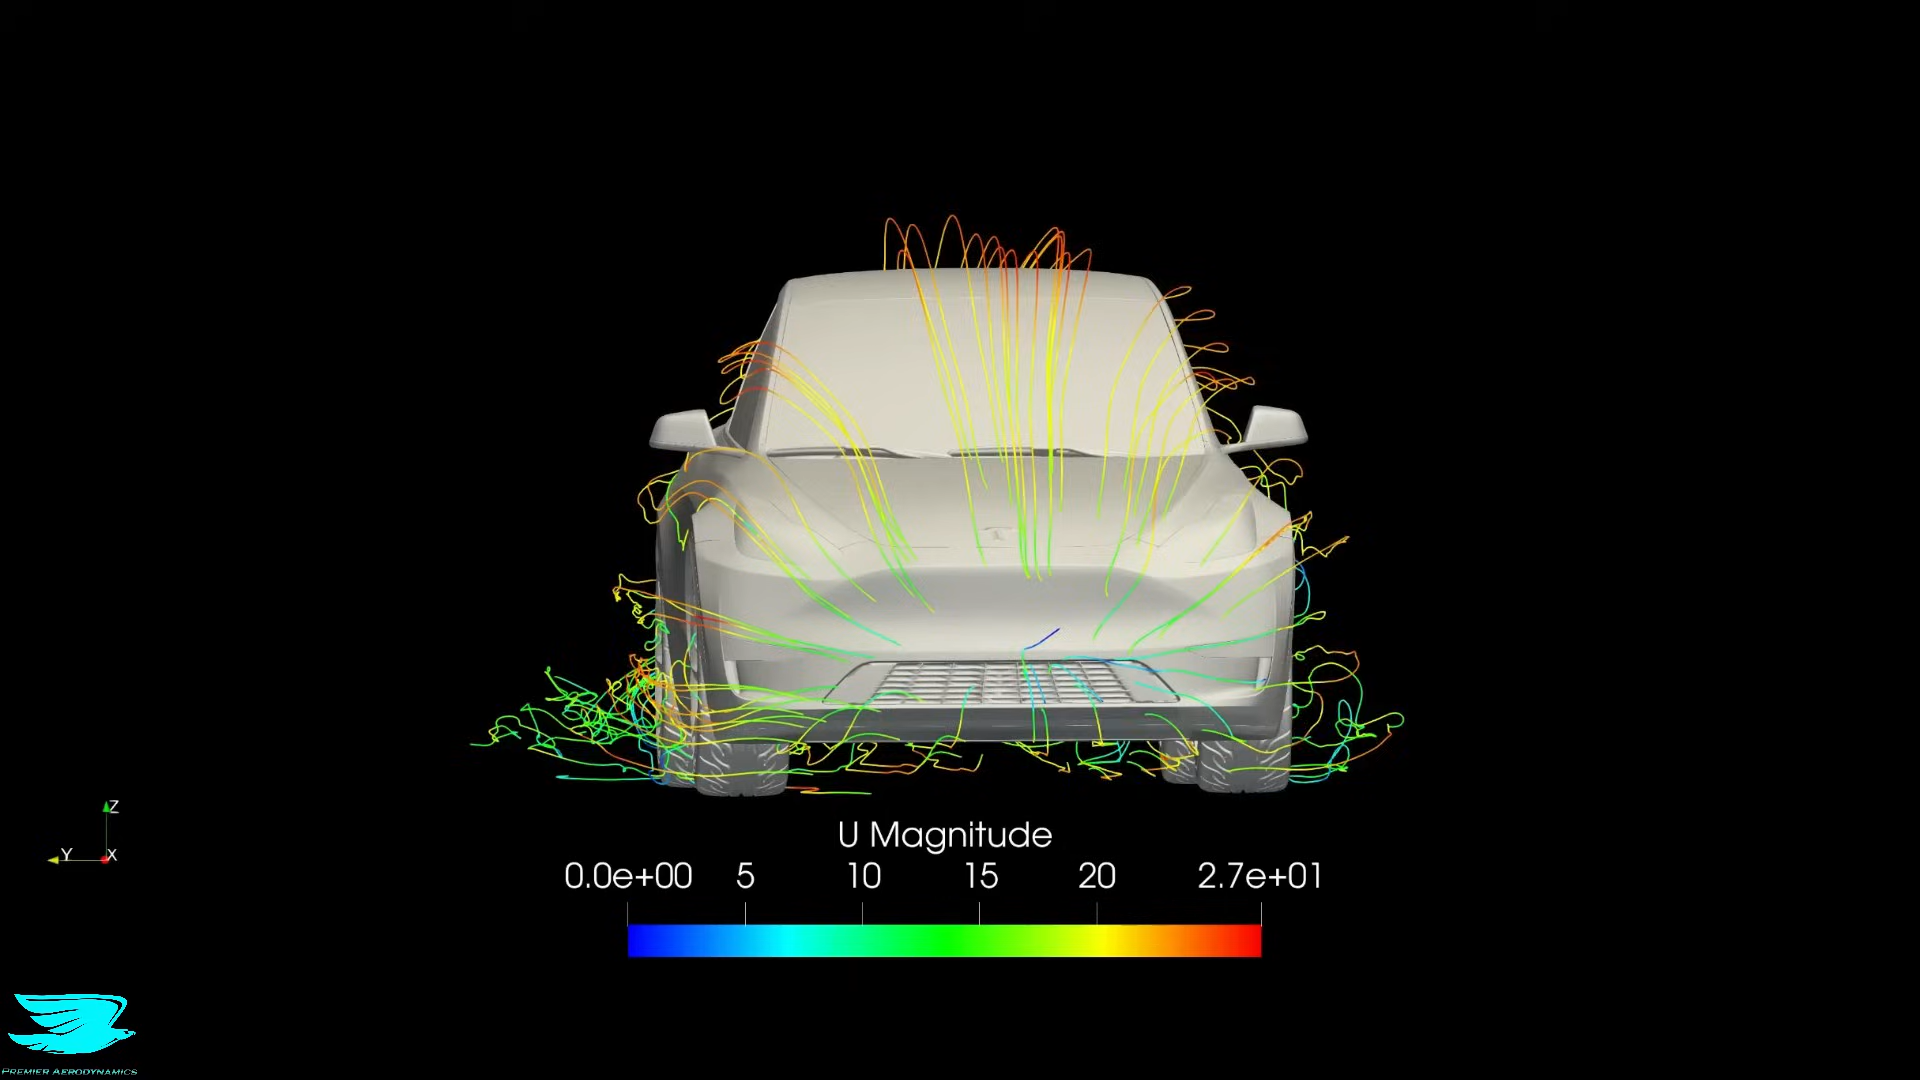 U Magnitude
0.0e+00 5 10 15 20 2.7e+01
Z
Y X
PREMIER AERODYNAMICS